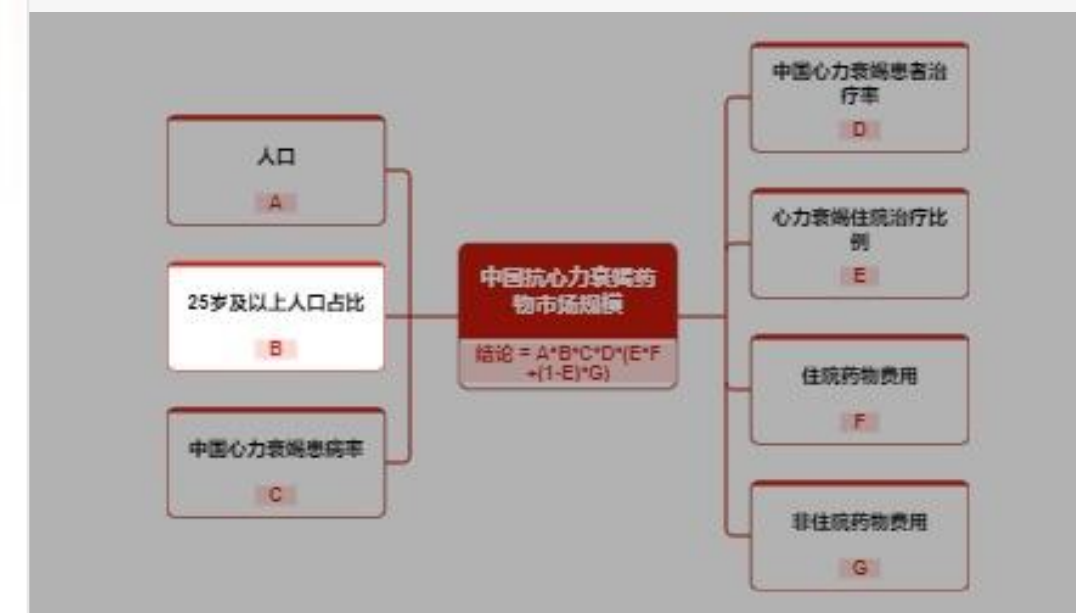 人口
A
25岁及以上人口占比
B
中国心力衰竭患病率
C
中国抗心力衰竭药
物市场规模
结论 = A*B*C*D*(E*F
+(1-E)*G)
中国心力衰竭患者治
疗率
D
心力衰竭住院治疗比
例
E
住院药物费用
F
非住院药物费用
G